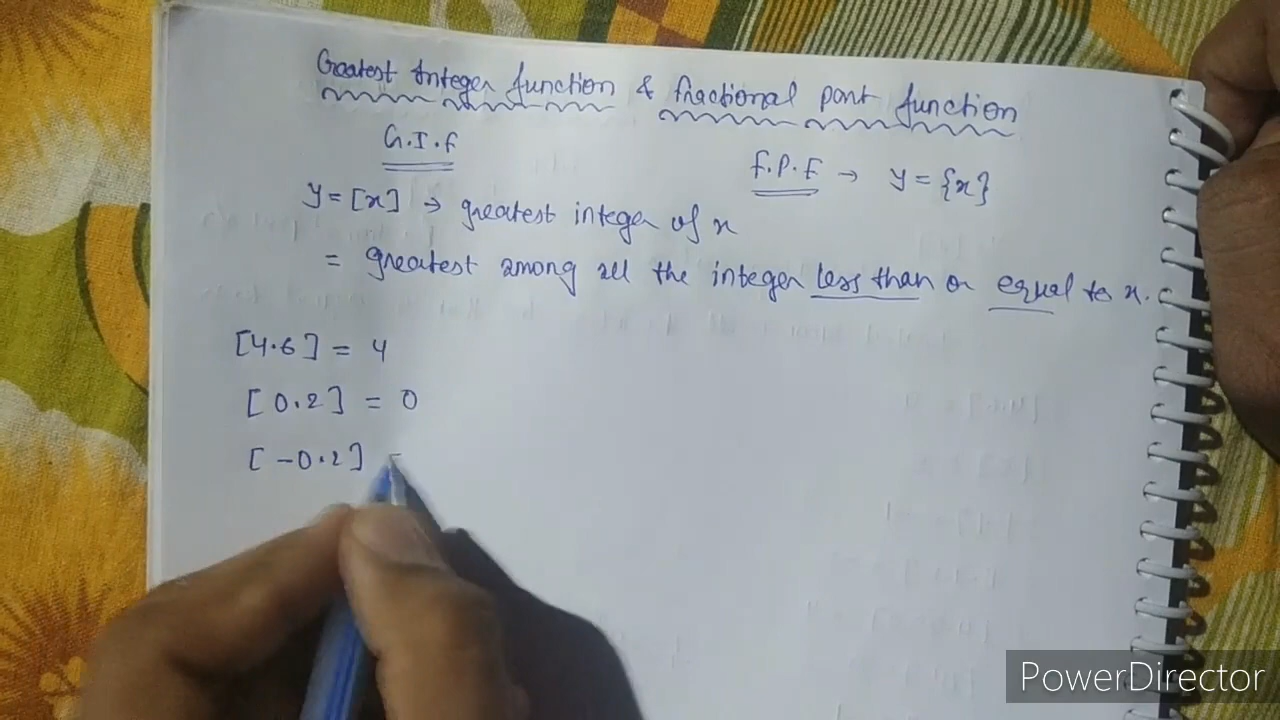 Greatest Integer function & fractional part function
G.I.F
F.P.F → y = {x}
y = [x] → greatest integer of x
= greatest among all the integer less than or equal to x.
[4.6] = 4
[0.2] = 0
[-0.2] =
PowerDirector